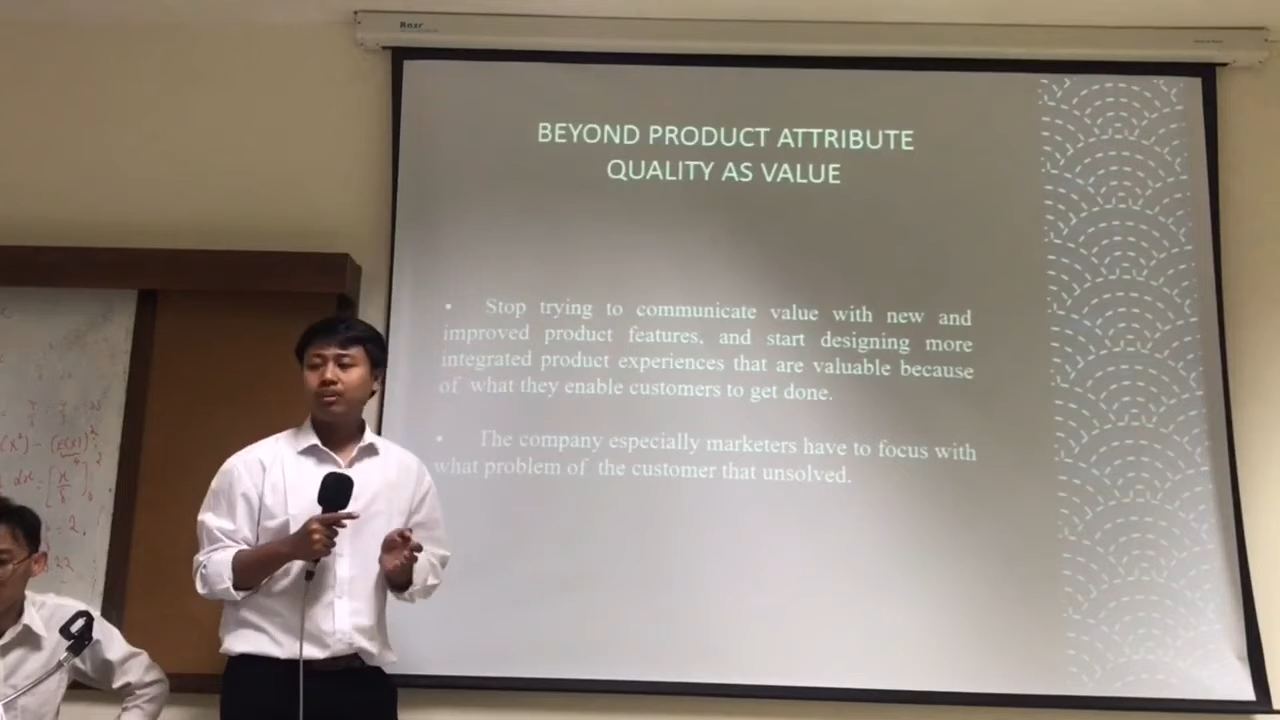 BEYOND PRODUCT ATTRIBUTE
QUALITY AS VALUE
• Stop trying to communicate value with new and
improved product features, and start designing more
integrated product experiences that are valuable because
of what they enable customers to get done.
• The company especially marketers have to focus with
what problem of the customer that unsolved.